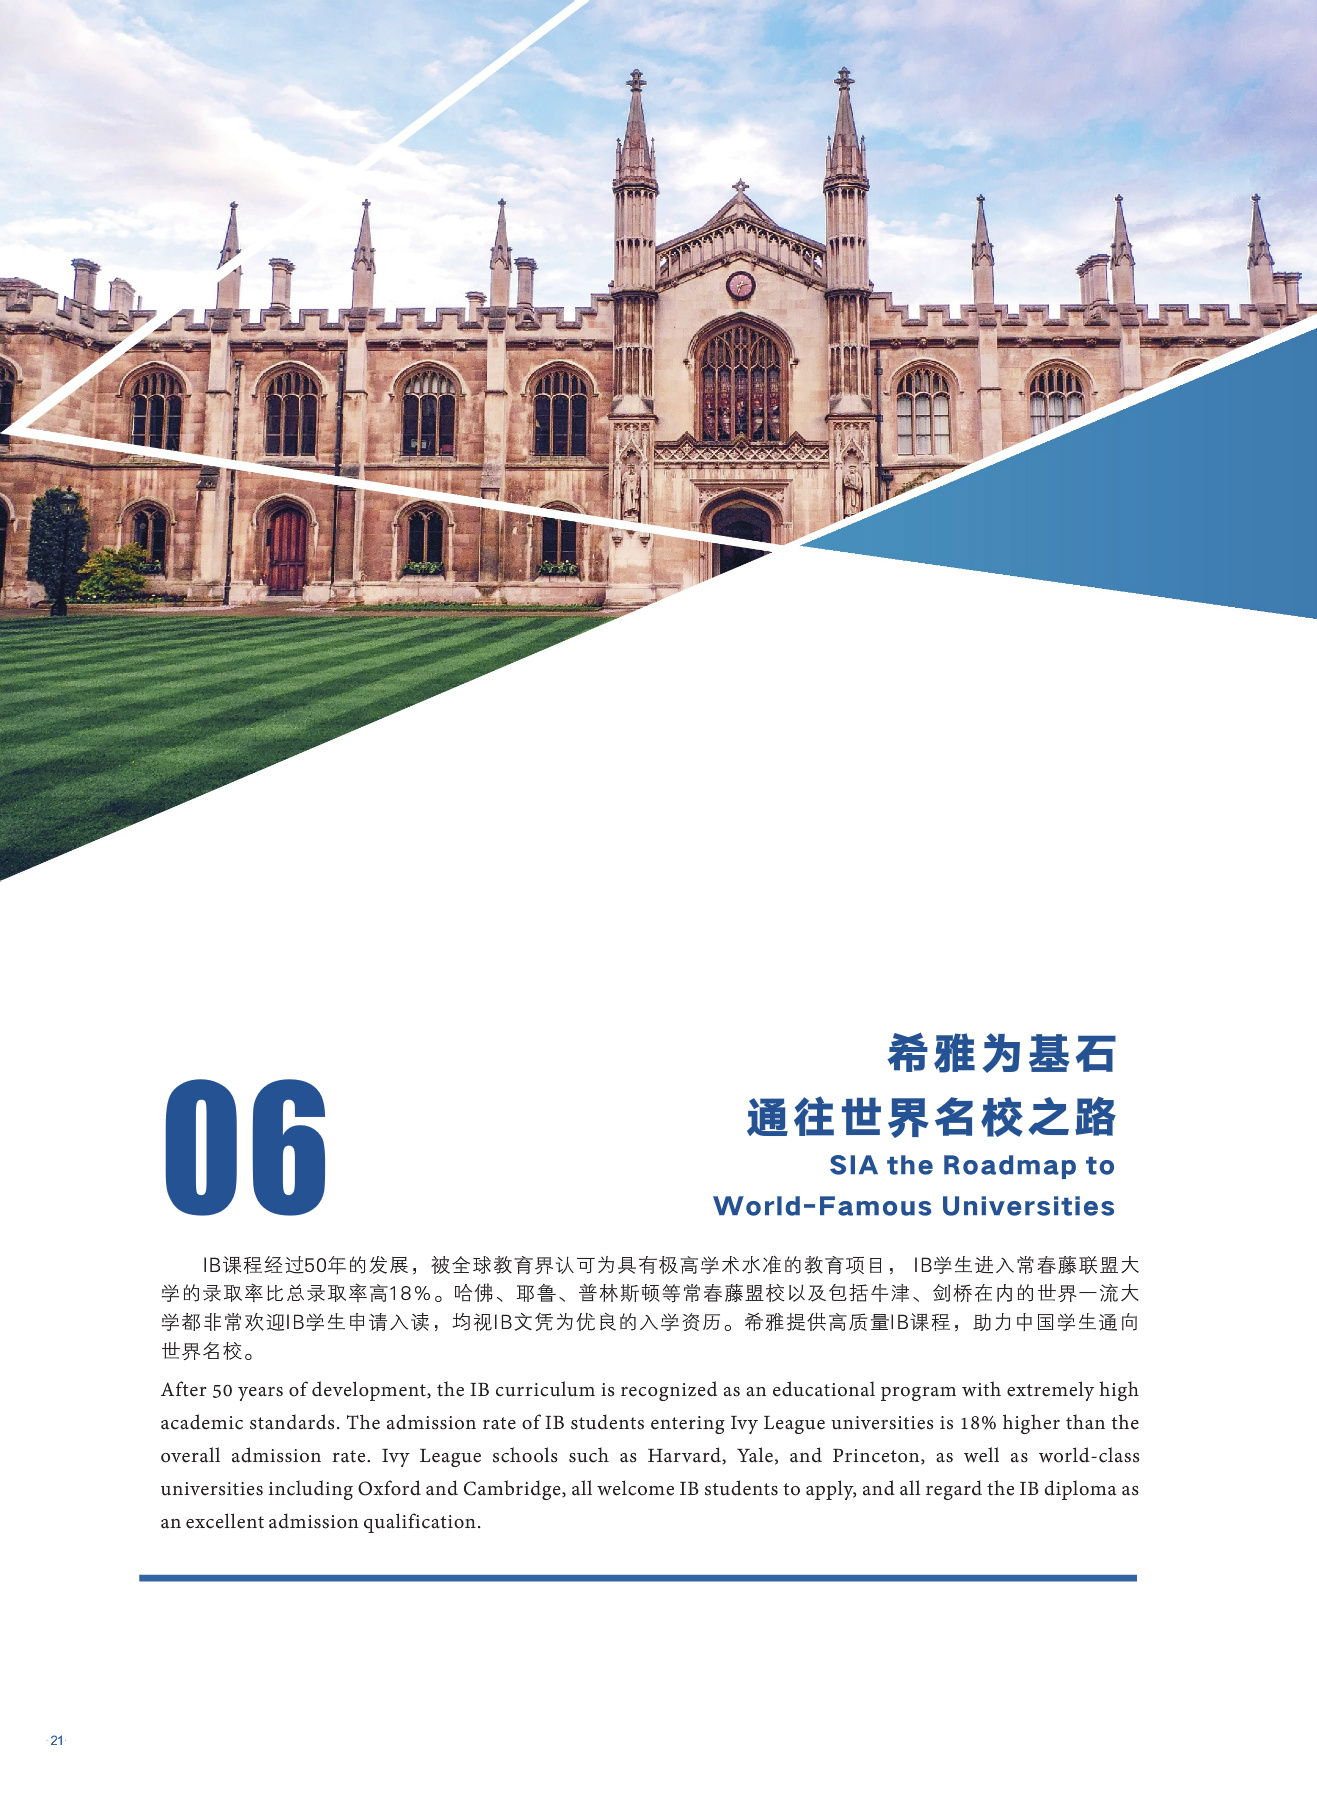 06
希雅为基石
通往世界名校之路
SIA the Roadmap to
World-Famous Universities
IB课程经过50年的发展，被全球教育界认可为具有极高学术水准的教育项目， IB学生进入常春藤联盟大
学的录取率比总录取率高18%。哈佛、耶鲁、普林斯顿等常春藤盟校以及包括牛津、剑桥在内的世界一流大
学都非常欢迎IB学生申请入读，均视IB文凭为优良的入学资历。希雅提供高质量IB课程，助力中国学生通向
世界名校。
After 50 years of development, the IB curriculum is recognized as an educational program with extremely high
academic standards. The admission rate of IB students entering Ivy League universities is 18% higher than the
overall admission rate. Ivy League schools such as Harvard, Yale, and Princeton, as well as world-class
universities including Oxford and Cambridge, all welcome IB students to apply, and all regard the IB diploma as
an excellent admission qualification.
21